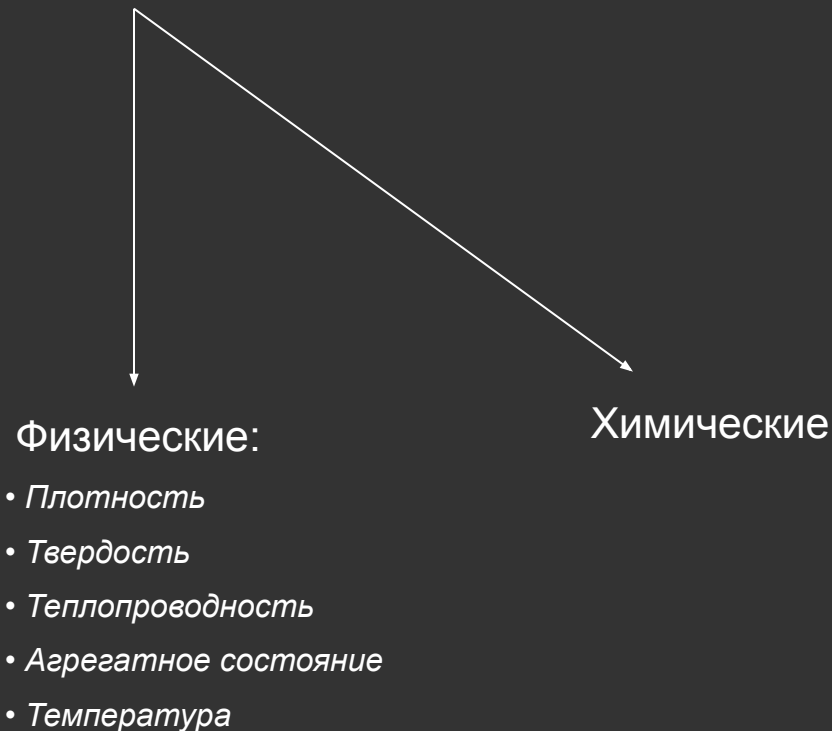 Физические:
Химические
• Плотность
• Твердость
• Теплопроводность
• Агрегатное состояние
• Температура